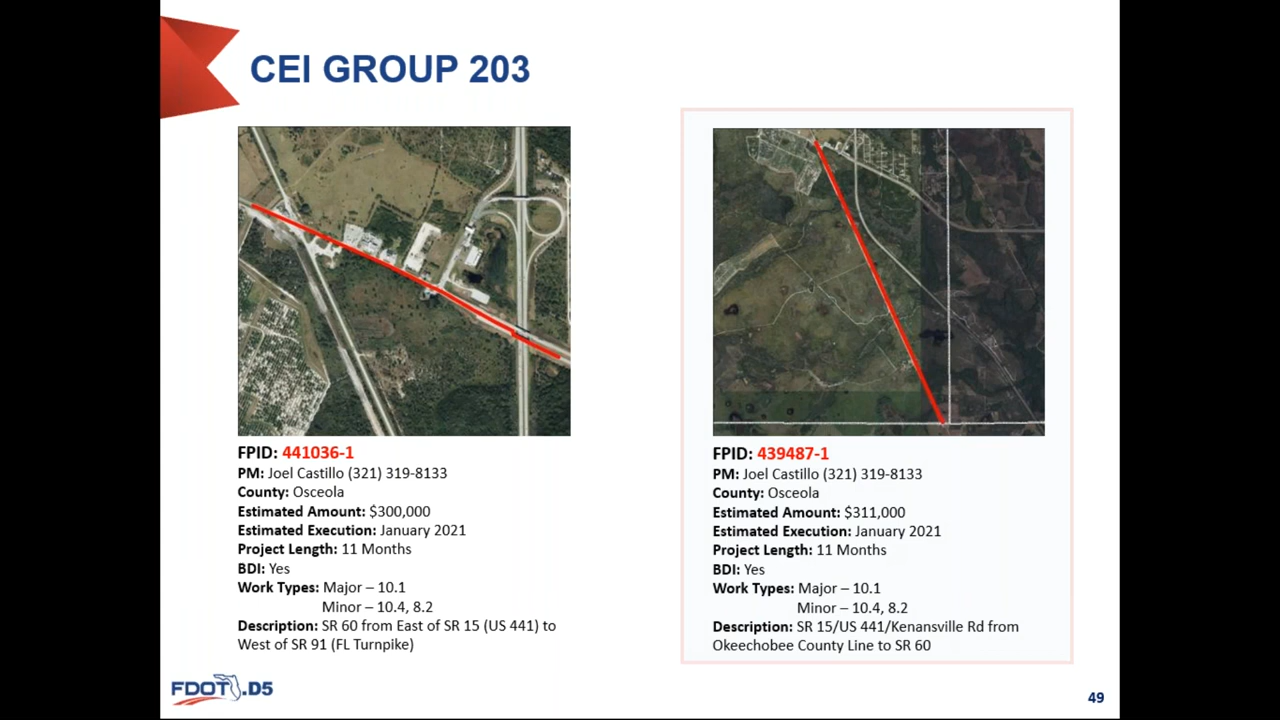 CEI GROUP 203
FPID: 441036-1
PM: Joel Castillo (321) 319-8133
County: Osceola
Estimated Amount: $300,000
Estimated Execution: January 2021
Project Length: 11 Months
BDI: Yes
Work Types: Major – 10.1
Minor – 10.4, 8.2
Description: SR 60 from East of SR 15 (US 441) to
West of SR 91 (FL Turnpike)
FPID: 439487-1
PM: Joel Castillo (321) 319-8133
County: Osceola
Estimated Amount: $311,000
Estimated Execution: January 2021
Project Length: 11 Months
BDI: Yes
Work Types: Major – 10.1
Minor – 10.4, 8.2
Description: SR 15/US 441/Kenansville Rd from
Okeechobee County Line to SR 60
FDOT.D5
49